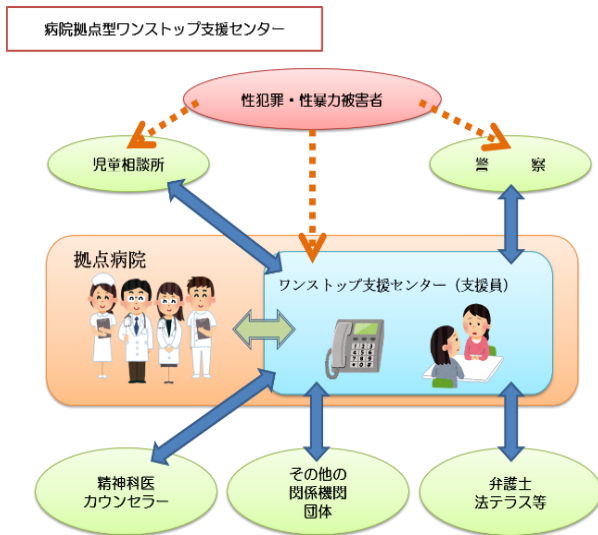 病院拠点型ワンストップ支援センター
性犯罪・性暴力被害者
児童相談所
警　　察
拠点病院
ワンストップ支援センター（支援員）
精神科医
カウンセラー
その他の
関係機関
団体
弁護士
法テラス等